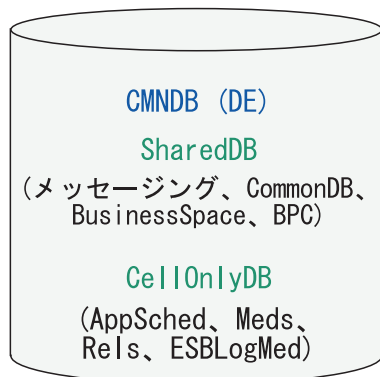 CMNDB (DE)
SharedDB
(メッセージング、CommonDB、
BusinessSpace、BPC)
CellOnlyDB
(AppSched、Meds、
Rels、ESBLogMed)